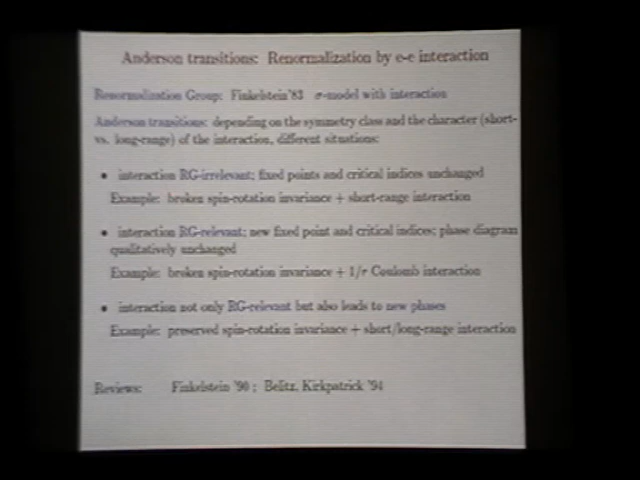 Anderson transitions: Renormalization by e-e interaction
Renormalization Group: Finkelstein'83 σ-model with interaction
Anderson transitions: depending on the symmetry class and the character (short-
vs. long-range) of the interaction, different situations:
• interaction RG-irrelevant; fixed points and critical indices unchanged
Example: broken spin-rotation invariance + short-range interaction
• interaction RG-relevant; new fixed point and critical indices; phase diagram
qualitatively unchanged
Example: broken spin-rotation invariance + 1/r Coulomb interaction
• interaction not only RG-relevant but also leads to new phases
Example: preserved spin-rotation invariance + short/long-range interaction
Reviews: Finkelstein '90 ; Belitz, Kirkpatrick '94